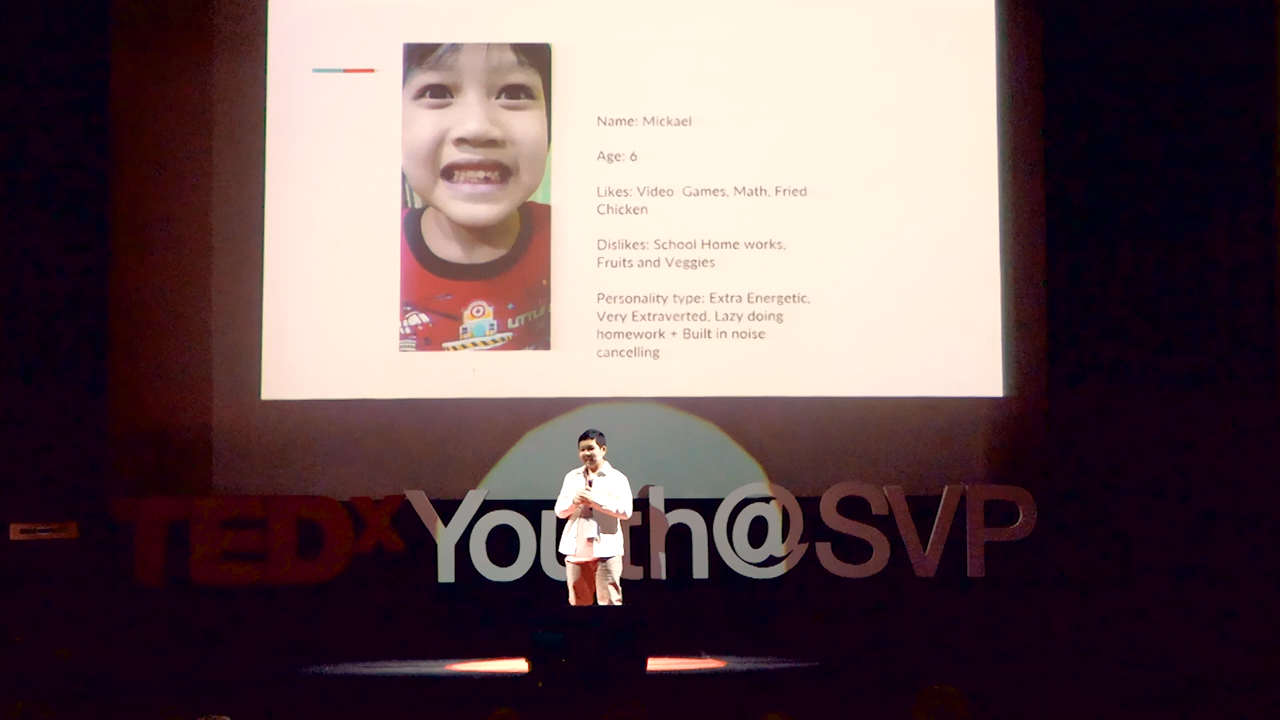 Name: Mickael
Age: 6
Likes: Video Games, Math, Fried
Chicken
Dislikes: School Home works,
Fruits and Veggies
Personality type: Extra Energetic,
Very Extraverted, Lazy doing
homework + Built in noise
cancelling
TEDxYouth@SVP